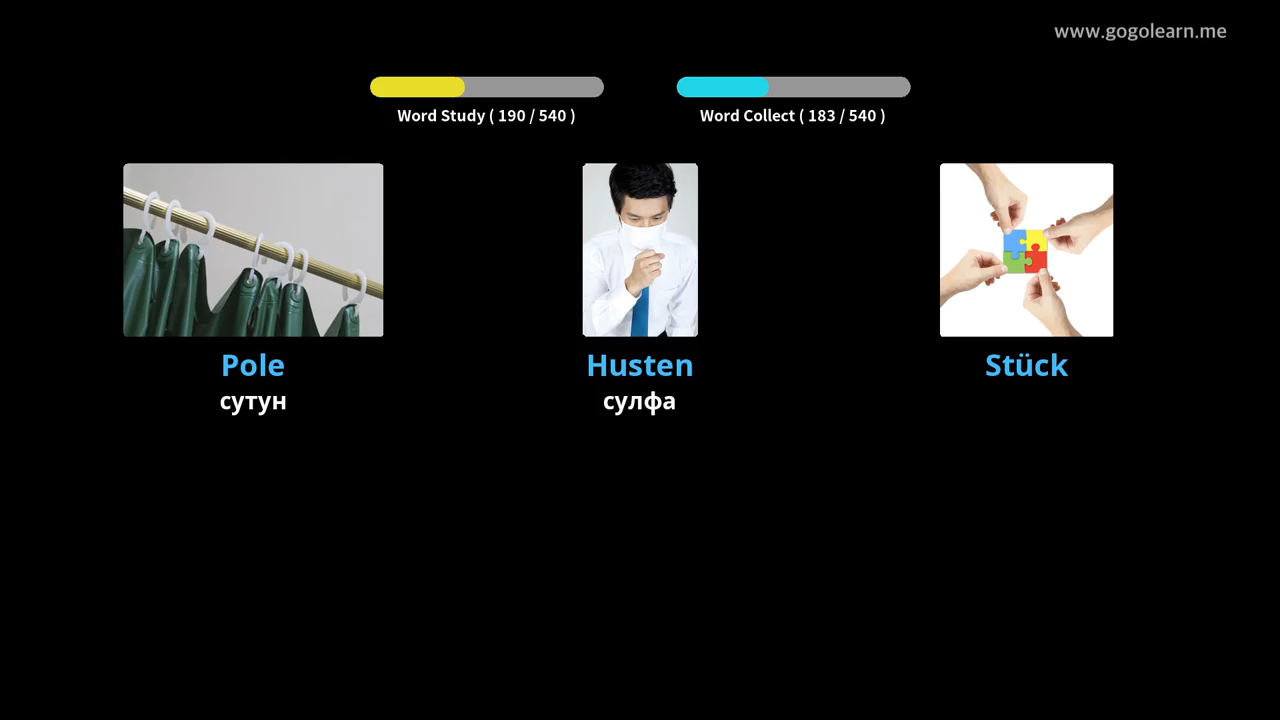 www.gogolearn.me
Word Study ( 190 / 540 )
Word Collect ( 183 / 540 )
Pole
сутун
Husten
сулфа
Stück